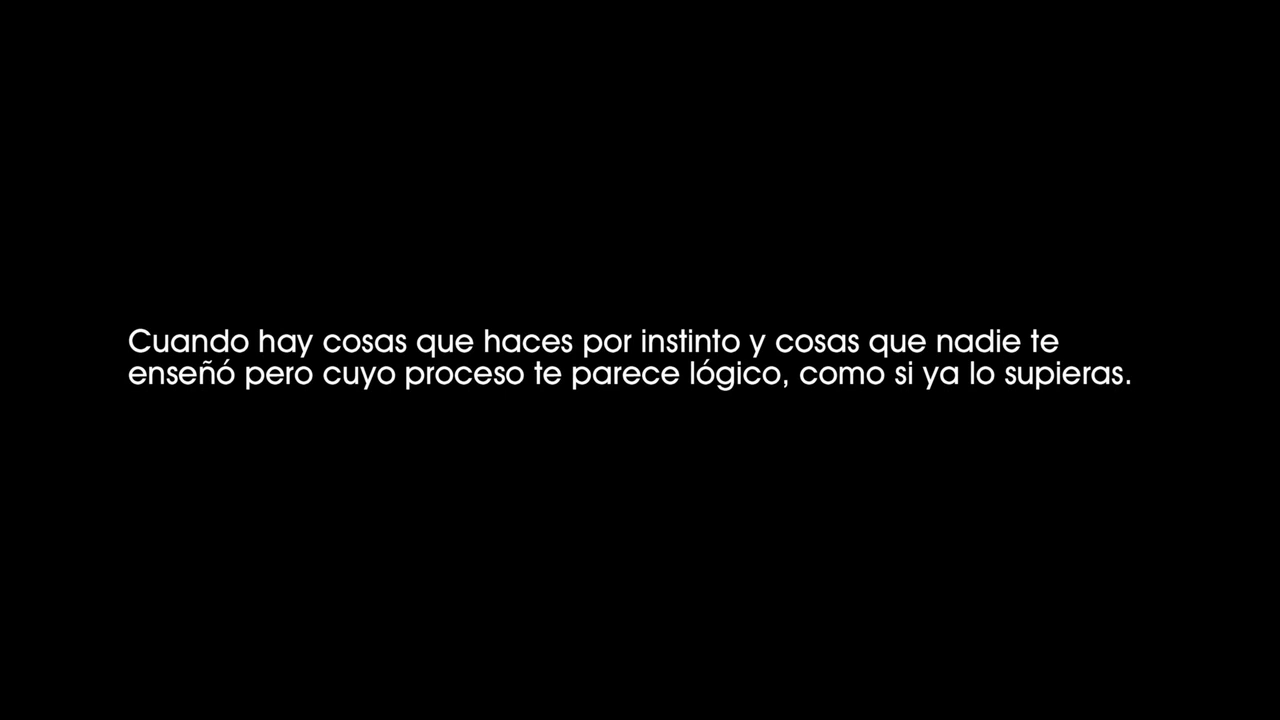 Cuando hay cosas que haces por instinto y cosas que nadie te
enseñó pero cuyo proceso te parece lógico, como si ya lo supieras.